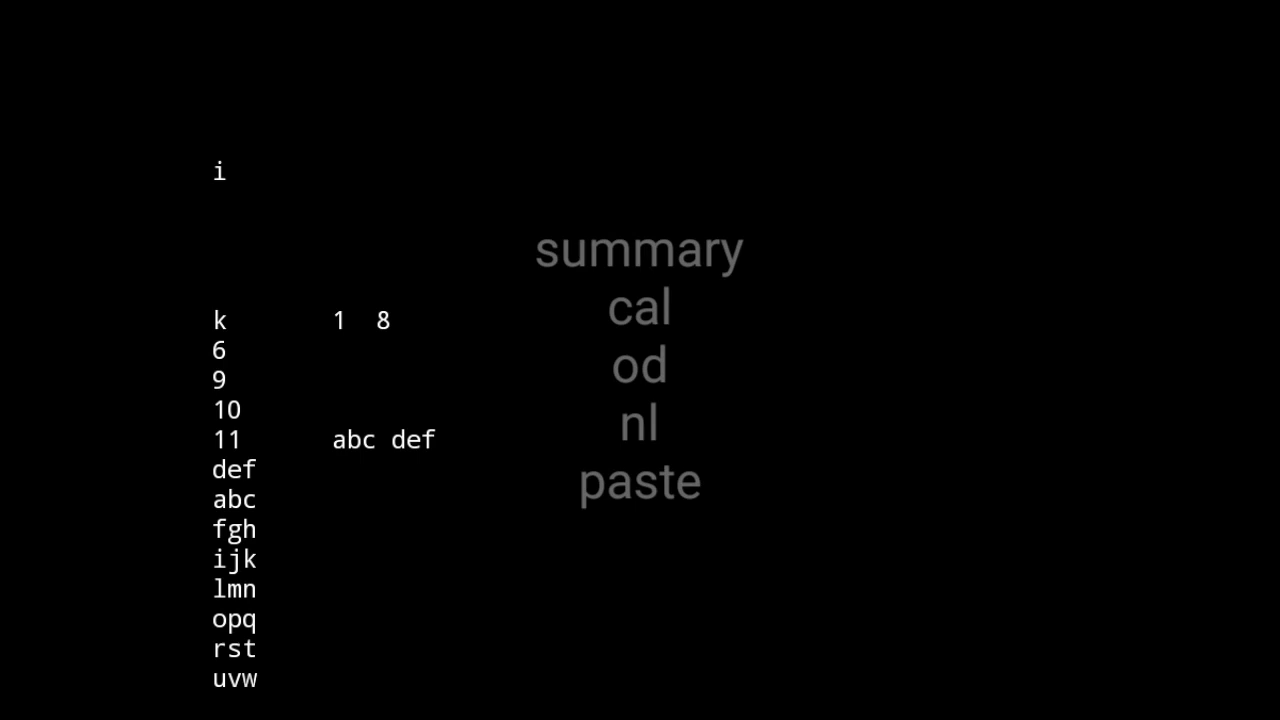 i
summary
cal
od
nl
paste
k 1 8
6
9
10
11 abc def
def
abc
fgh
ijk
lmn
opq
rst
uvw